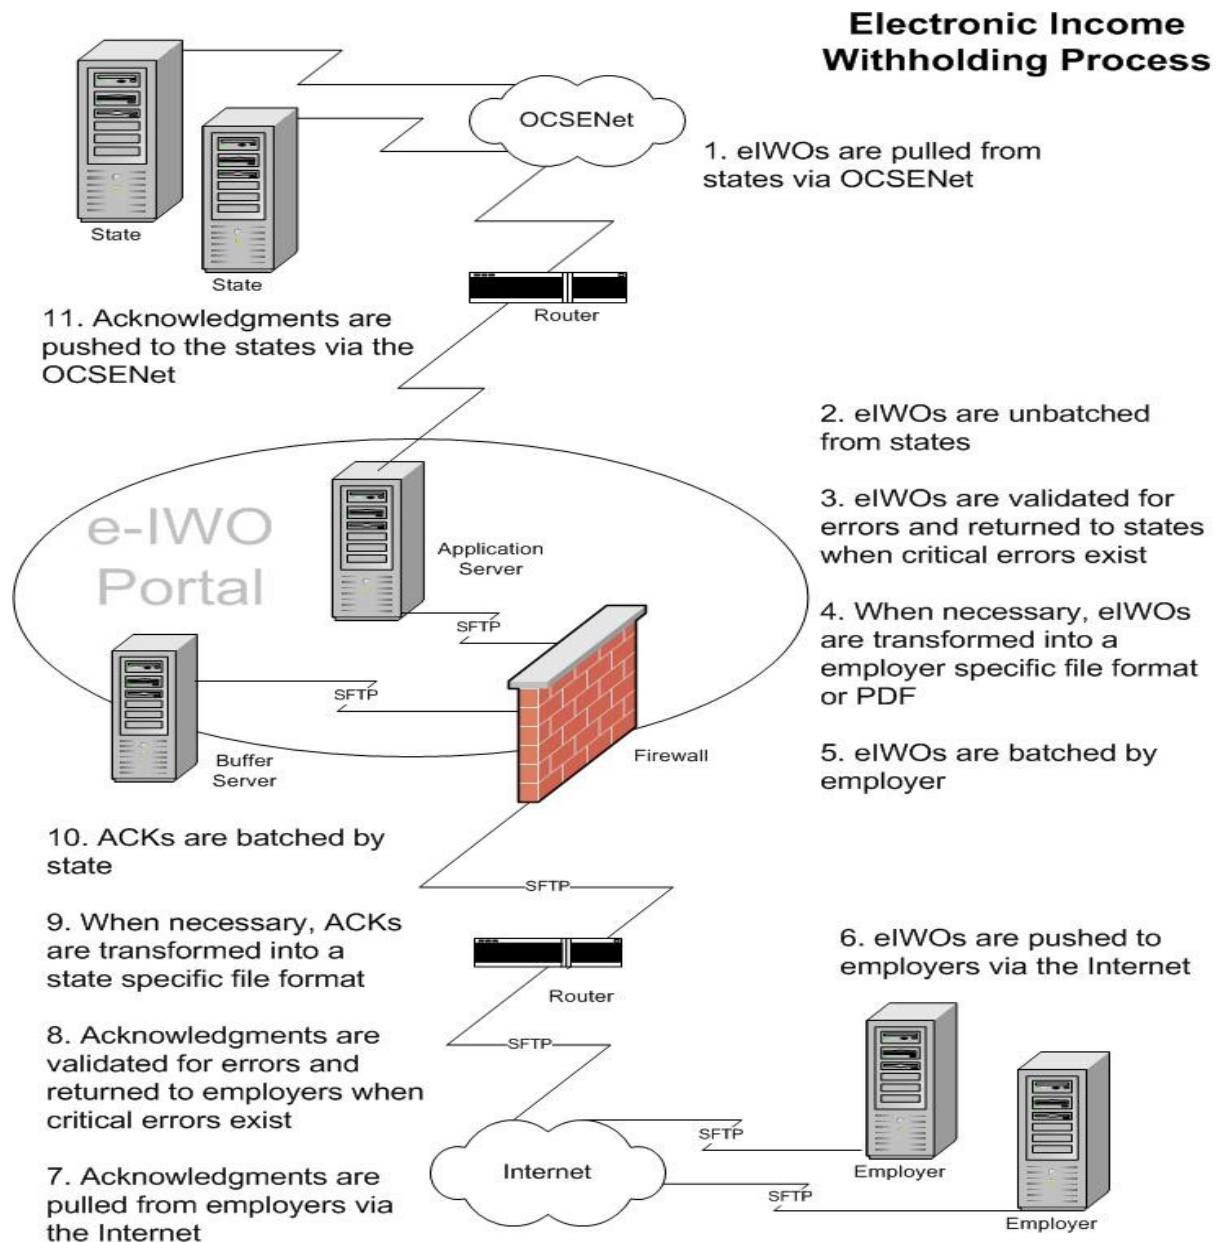 Electronic Income
Withholding Process
OCSENet
1. eIWOs are pulled from
states via OCSENet
State
State
Router
11. Acknowledgments are
pushed to the states via the
OCSENet
2. eIWOs are unbatched
from states
3. eIWOs are validated for
errors and returned to states
when critical errors exist
4. When necessary, eIWOs
are transformed into a
employer specific file format
or PDF
5. eIWOs are batched by
employer
e-IWO
Portal
Application
Server
SFTP
SFTP
Buffer
Server
Firewall
10. ACKs are batched by
state
SFTP
9. When necessary, ACKs
are transformed into a
state specific file format
Router
6. eIWOs are pushed to
employers via the Internet
8. Acknowledgments are
validated for errors and
returned to employers when
critical errors exist
SFTP
SFTP
Internet
Employer
SFTP
Employer
7. Acknowledgments are
pulled from employers via
the Internet